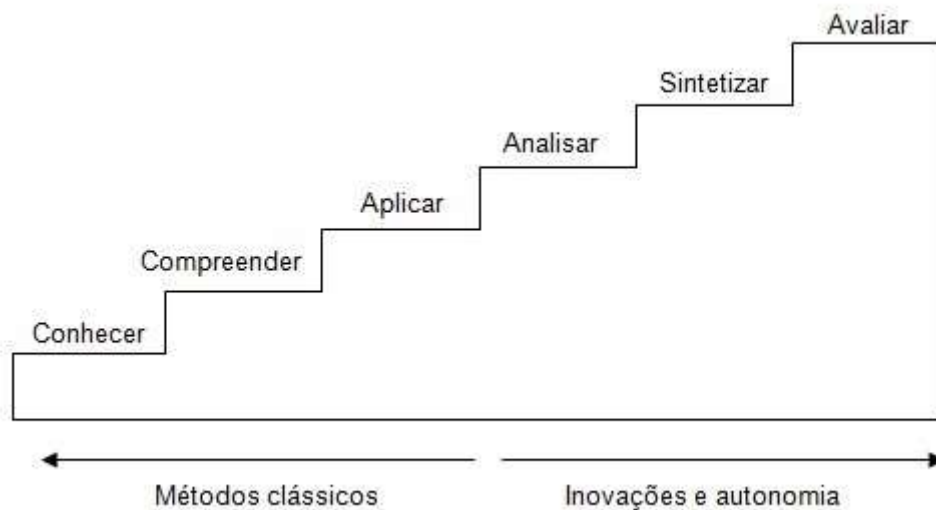 Avaliar
Sintetizar
Analisar
Aplicar
Compreender
Conhecer
Métodos clássicos
Inovações e autonomia